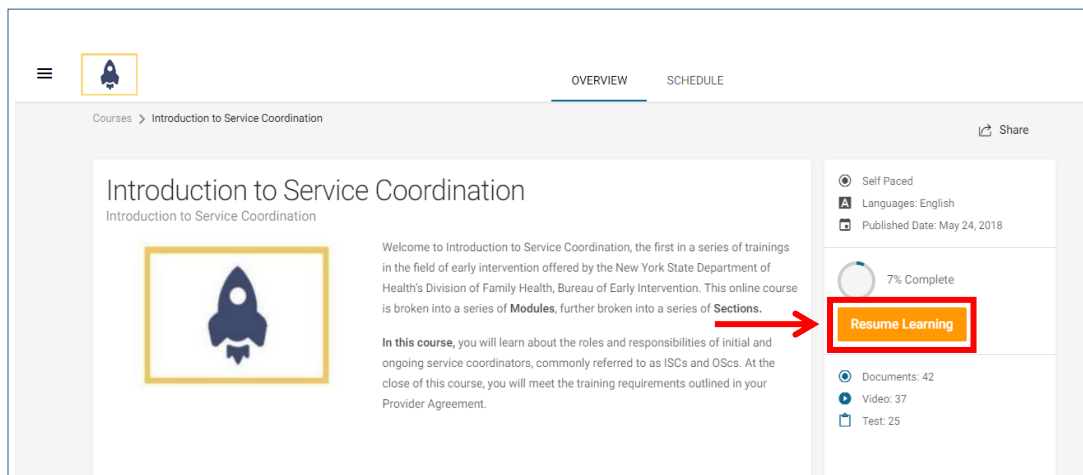 OVERVIEW SCHEDULE
Courses > Introduction to Service Coordination
Share
Introduction to Service Coordination
Introduction to Service Coordination
Welcome to Introduction to Service Coordination, the first in a series of trainings
in the field of early intervention offered by the New York State Department of
Health's Division of Family Health, Bureau of Early Intervention. This online course
is broken into a series of Modules, further broken into a series of Sections.
In this course, you will learn about the roles and responsibilities of initial and
ongoing service coordinators, commonly referred to as ISCs and OScs. At the
close of this course, you will meet the training requirements outlined in your
Provider Agreement.
Self Paced
A Languages: English
Published Date: May 24, 2018
7% Complete
Resume Learning
Documents: 42
Video: 37
Test: 25